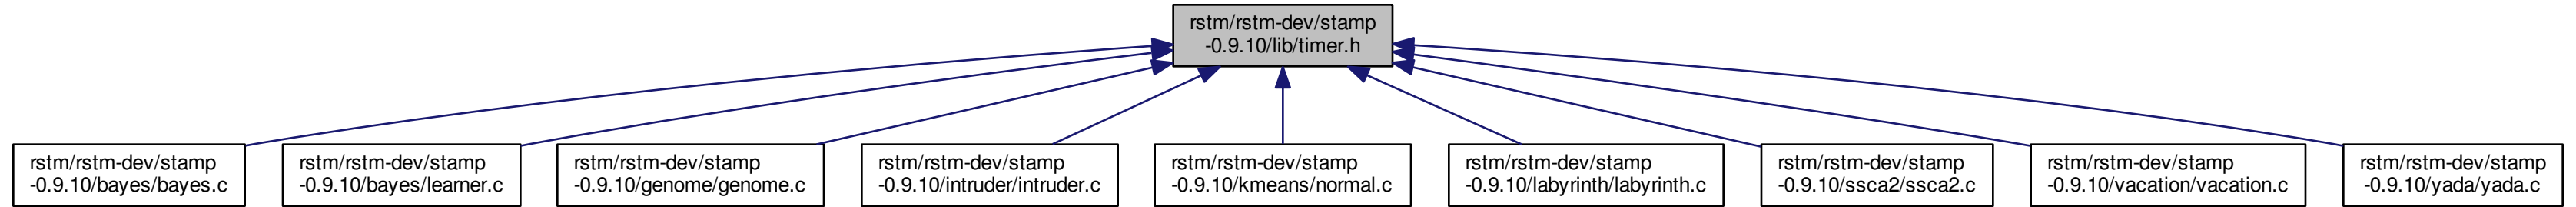 rstm/rstm-dev/stamp
-0.9.10/lib/timer.h
rstm/rstm-dev/stamp
-0.9.10/bayes/bayes.c
rstm/rstm-dev/stamp
-0.9.10/bayes/learner.c
rstm/rstm-dev/stamp
-0.9.10/genome/genome.c
rstm/rstm-dev/stamp
-0.9.10/intruder/intruder.c
rstm/rstm-dev/stamp
-0.9.10/kmeans/normal.c
rstm/rstm-dev/stamp
-0.9.10/labyrinth/labyrinth.c
rstm/rstm-dev/stamp
-0.9.10/ssca2/ssca2.c
rstm/rstm-dev/stamp
-0.9.10/vacation/vacation.c
rstm/rstm-dev/stamp
-0.9.10/yada/yada.c